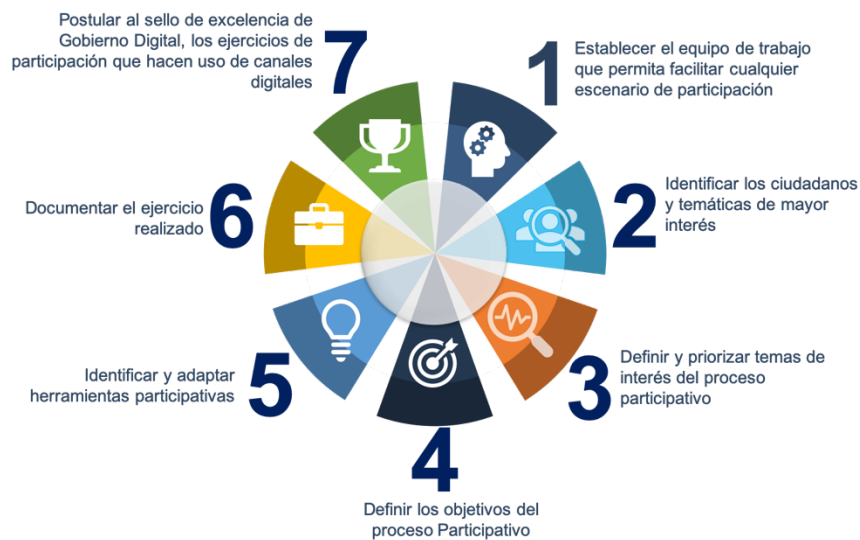 1
Establecer el equipo de trabajo
que permita facilitar cualquier
escenario de participación
2
Identificar los ciudadanos
y temáticas de mayor
interés
3
Definir y priorizar temas de
interés del proceso
participativo
4
Definir los objetivos del
proceso Participativo
5
Identificar y adaptar
herramientas participativas
6
Documentar el ejercicio
realizado
7
Postular al sello de excelencia de
Gobierno Digital, los ejercicios de
participación que hacen uso de canales
digitales